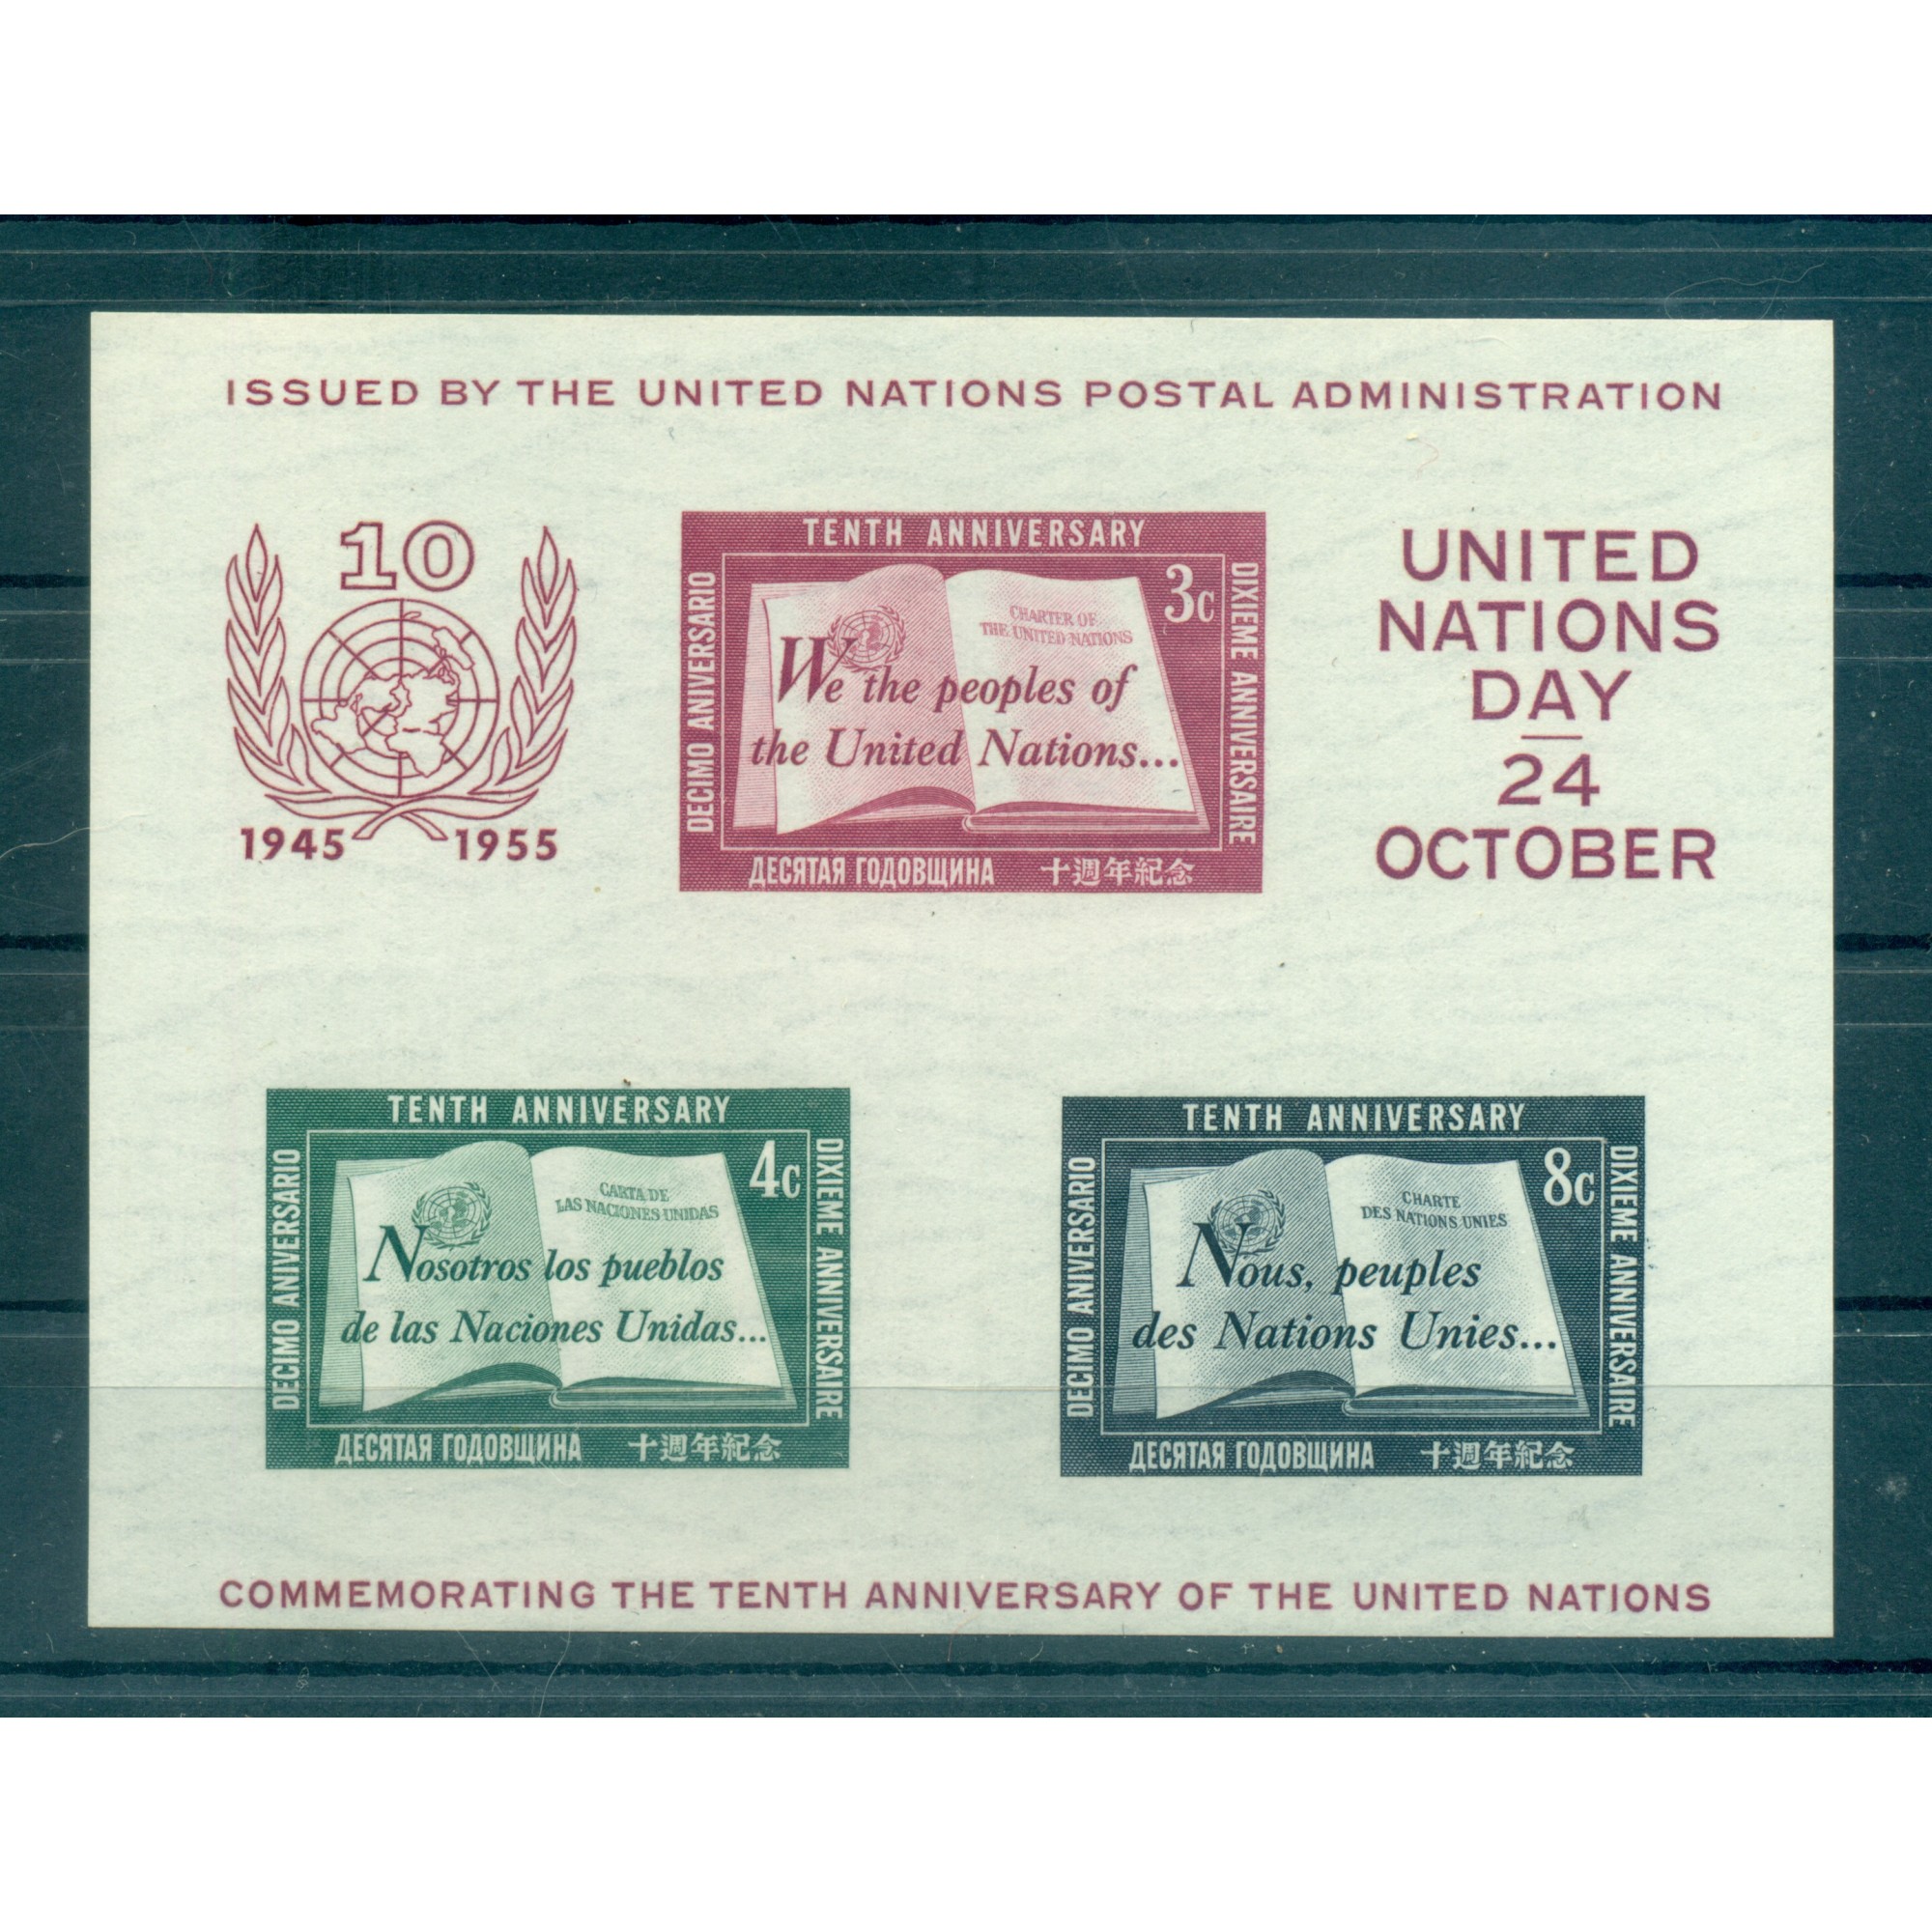 ISSUED BY THE UNITED NATIONS POSTAL ADMINISTRATION
10
1945 1955
TENTH ANNIVERSARY
DECIMO ANIVERSARIO
3c
CHARTER OF
THE UNITED NATIONS
We the peoples of
the United Nations...
DIXIEME ANNIVERSAIRE
ДЕСЯТАЯ ГОДОВЩИНА 十週年紀念
UNITED
NATIONS
DAY
24
OCTOBER
TENTH ANNIVERSARY
DECIMO ANIVERSARIO
4c
CARTA DE
LAS NACIONES UNIDAS
Nosotros los pueblos
de las Naciones Unidas...
DIXIEME ANNIVERSAIRE
ДЕСЯТАЯ ГОДОВЩИНА 十週年紀念
TENTH ANNIVERSARY
DECIMO ANIVERSARIO
8c
CHARTE
DES NATIONS UNIES
Nous, peuples
des Nations Unies...
DIXIEME ANNIVERSAIRE
ДЕСЯТАЯ ГОДОВЩИНА 十週年紀念
COMMEMORATING THE TENTH ANNIVERSARY OF THE UNITED NATIONS